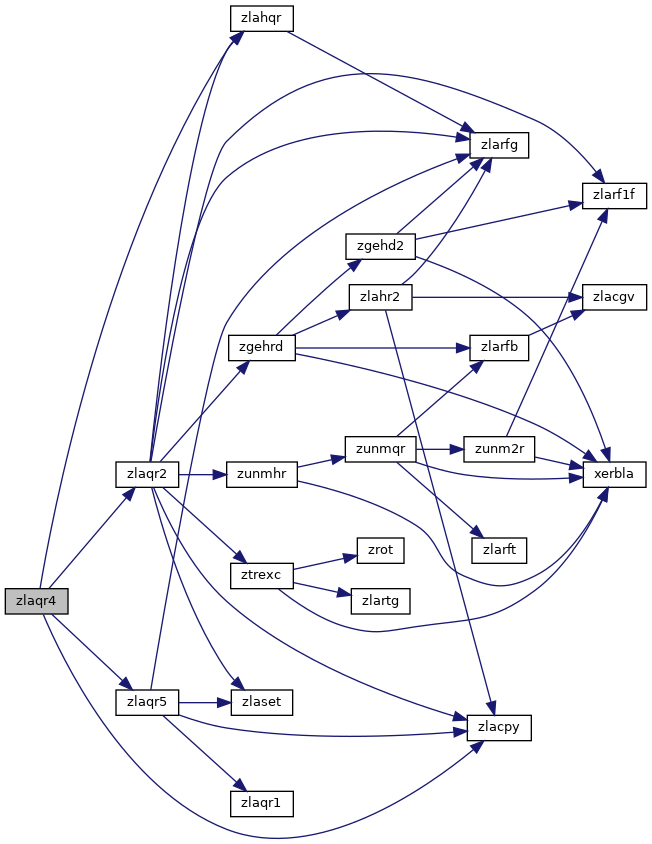 zlahqr
zlarfg
zlarf1f
zgehd2
zlahr2
zlacgv
zgehrd
zlarfb
zunmqr
zunm2r
zlaqr2
zunmhr
xerbla
zrot
zlarft
ztrexc
zlaqr4
zlartg
zlaqr5
zlaset
zlacpy
zlaqr1